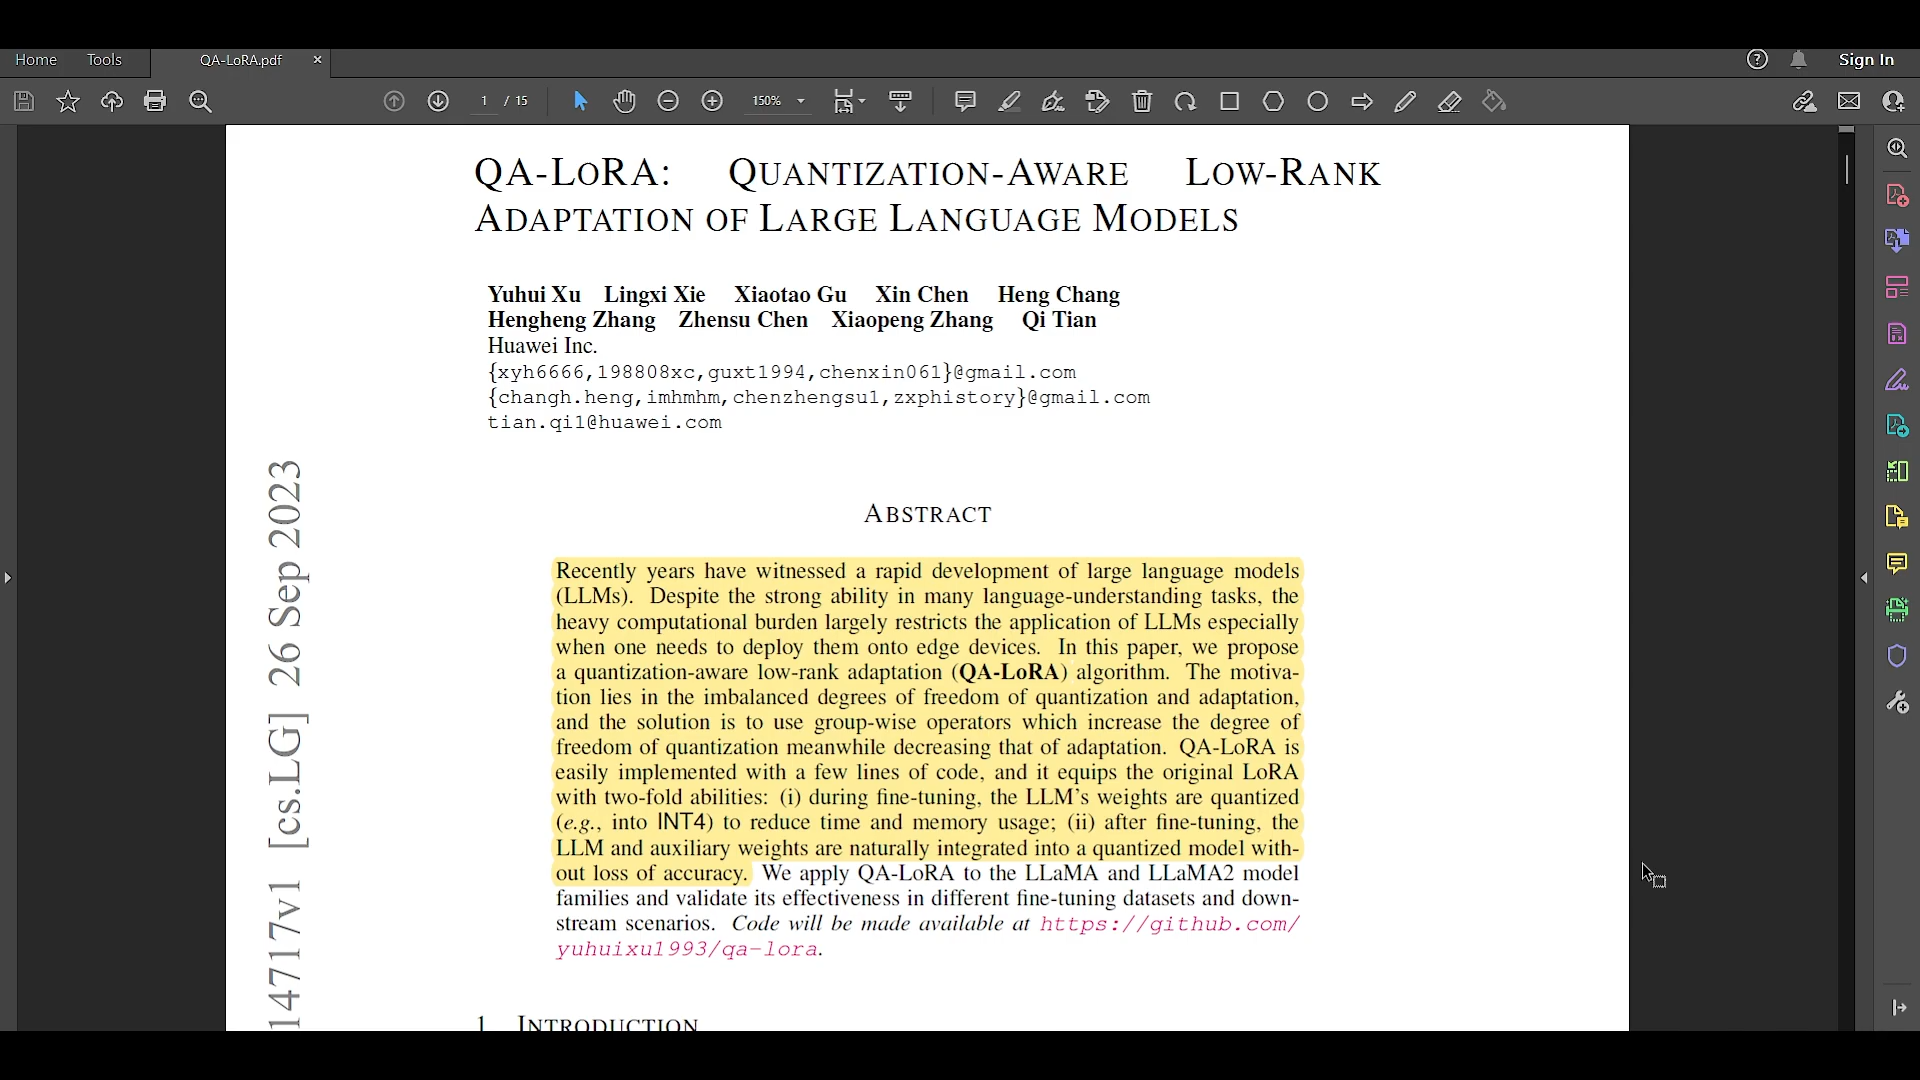 Home Tools QA-LoRA.pdf × Sign In
1 / 15 150%
QA-LORA: QUANTIZATION-AWARE LOW-RANK
ADAPTATION OF LARGE LANGUAGE MODELS
Yuhui Xu Lingxi Xie Xiaotao Gu Xin Chen Heng Chang
Hengheng Zhang Zhensu Chen Xiaopeng Zhang Qi Tian
Huawei Inc.
{xyh6666,198808xc,guxt1994,chenxin061}@gmail.com
{changh.heng,imhmhm,chenzhengsu1,zxphistory}@gmail.com
tian.qi1@huawei.com
ABSTRACT
Recently years have witnessed a rapid development of large language models
(LLMs). Despite the strong ability in many language-understanding tasks, the
heavy computational burden largely restricts the application of LLMs especially
when one needs to deploy them onto edge devices. In this paper, we propose
a quantization-aware low-rank adaptation (QA-LoRA) algorithm. The motiva-
tion lies in the imbalanced degrees of freedom of quantization and adaptation,
and the solution is to use group-wise operators which increase the degree of
freedom of quantization meanwhile decreasing that of adaptation. QA-LoRA is
easily implemented with a few lines of code, and it equips the original LoRA
with two-fold abilities: (i) during fine-tuning, the LLM's weights are quantized
(e.g., into INT4) to reduce time and memory usage; (ii) after fine-tuning, the
LLM and auxiliary weights are naturally integrated into a quantized model with-
out loss of accuracy. We apply QA-LoRA to the LLaMA and LLaMA2 model
families and validate its effectiveness in different fine-tuning datasets and down-
stream scenarios. Code will be made available at https://github.com/
yuhuixu1993/qa-lora.
1 INTRODUCTION
14717v1 [cs.LG] 26 Sep 2023